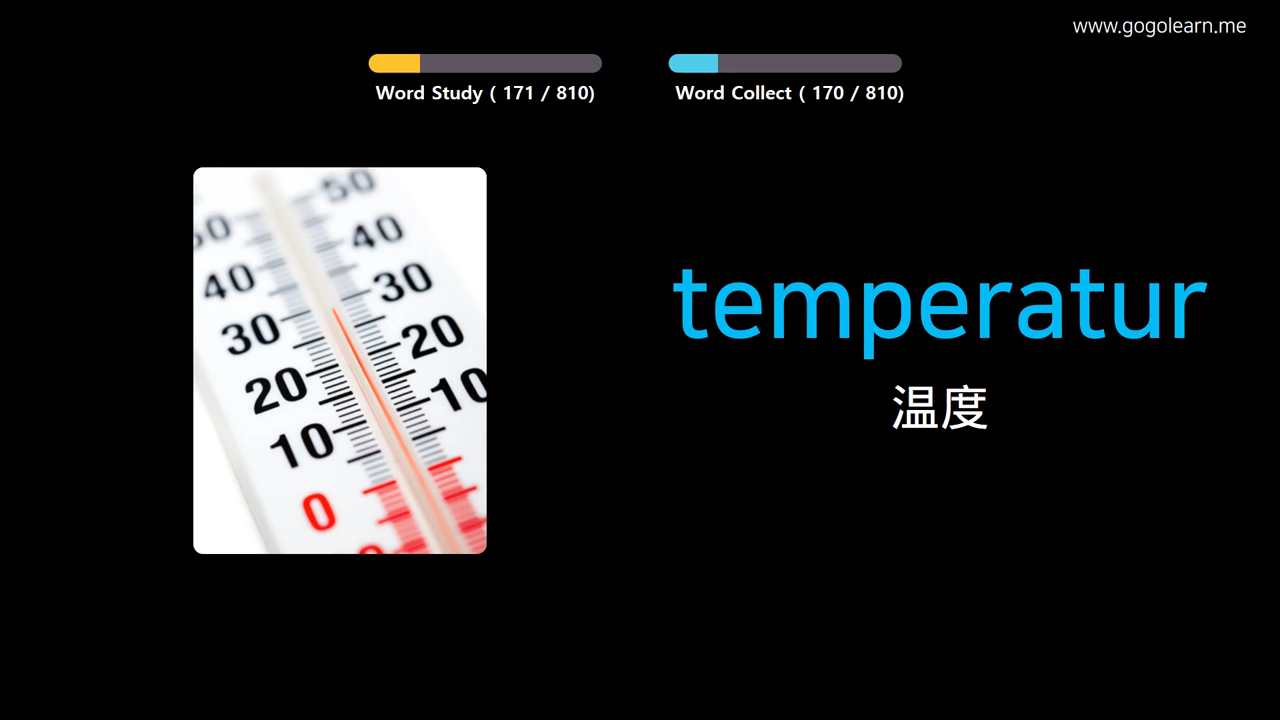 www.gogolearn.me
Word Study ( 171 / 810)
Word Collect ( 170 / 810)
50
50
40
40
30
30
20
20
10
10
0
temperatur
温度